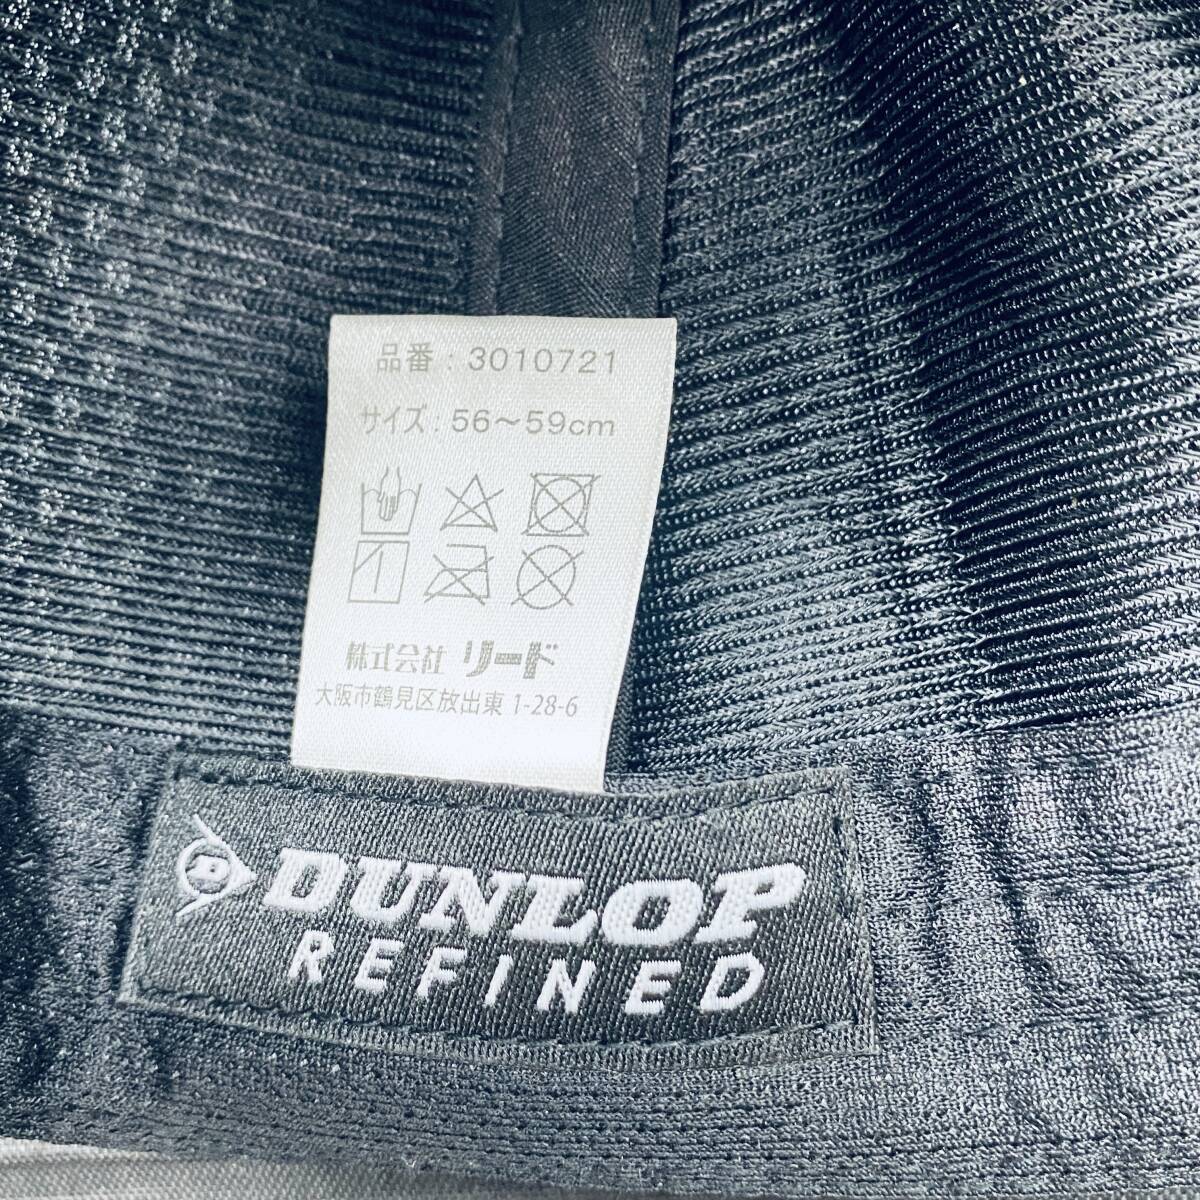 品番 : 3010721
サイズ : 56～59cm
株式会社 リード
大阪市鶴見区放出東 1-28-6
D DUNLOP
REFINED